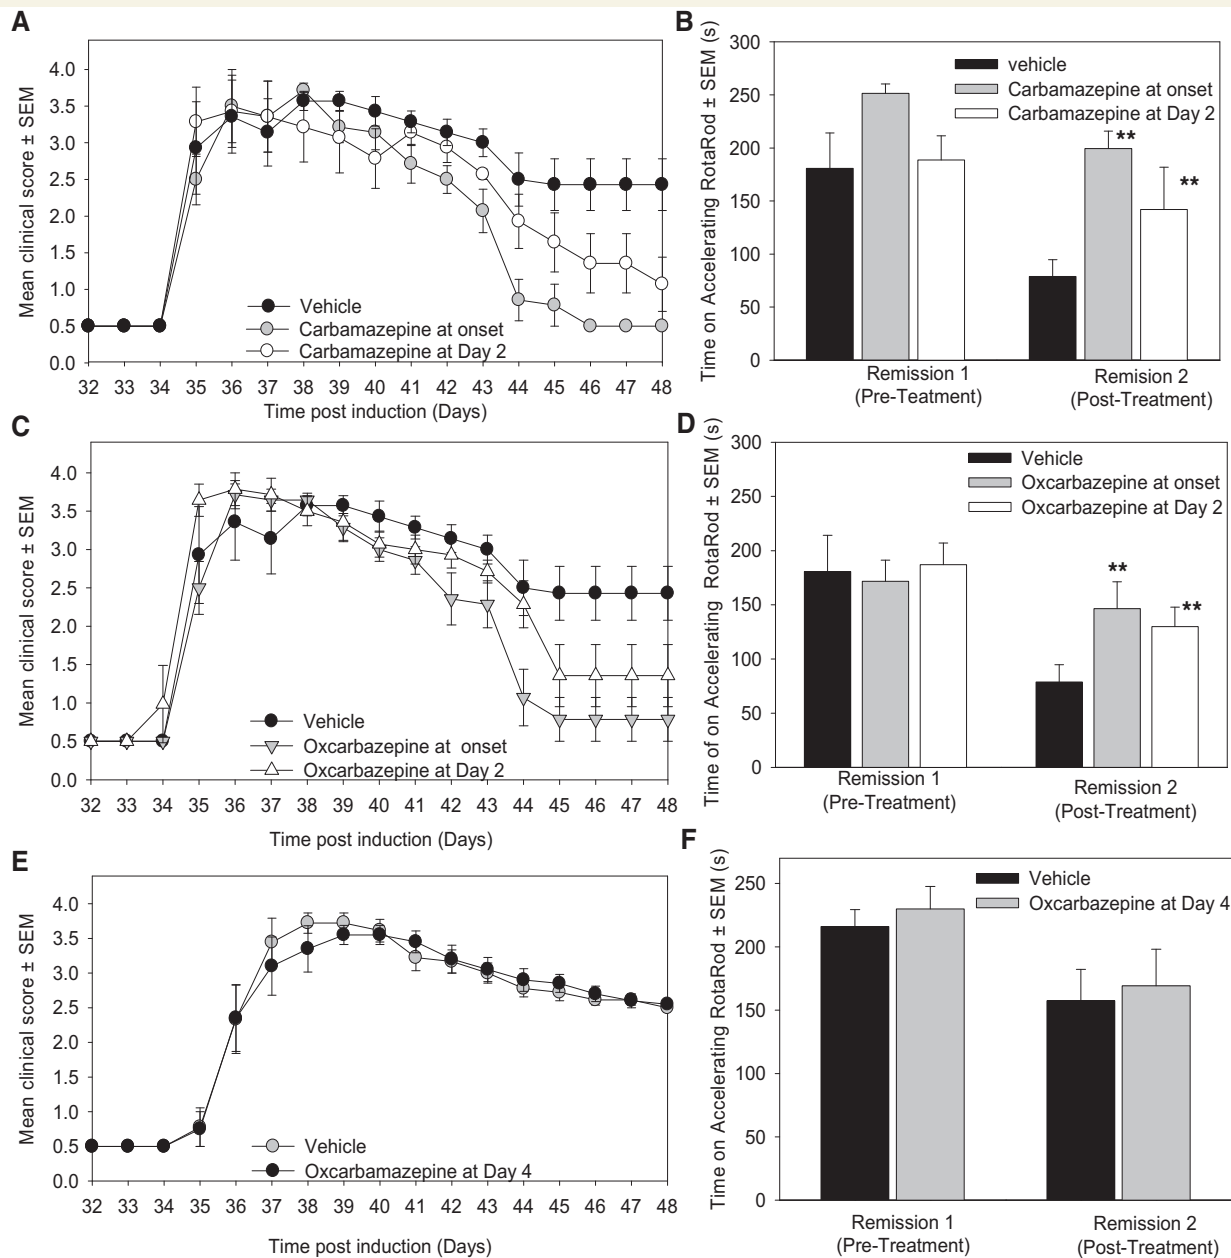 A
Mean clinical score ± SEM
4.0
3.5
3.0
2.5
2.0
1.5
1.0
0.5
0.0
Vehicle
Carbamazepine at onset
Carbamazepine at Day 2
32 33 34 35 36 37 38 39 40 41 42 43 44 45 46 47 48
Time post induction (Days)
B
Time on Accelerating RotaRod ± SEM (s)
300
250
200
150
100
50
0
vehicle
Carbamazepine at onset
Carbamazepine at Day 2
**
**
Remission 1
(Pre-Teatment)
Remision 2
(Post-Treatment)
C
Mean clinical score ± SEM
4.0
3.5
3.0
2.5
2.0
1.5
1.0
0.5
0.0
Vehicle
Oxcarbazepine at onset
Oxcarbazepine at Day 2
32 33 34 35 36 37 38 39 40 41 42 43 44 45 46 47 48
Time post induction (Days)
D
Time of on Accelerating RotaRod ± SEM (s)
300
250
200
150
100
50
0
Vehicle
Oxcarbazepine at onset
Oxcarbazepine at Day 2
**
**
Remission 1
(Pre-Treatment)
Remission 2
(Post-Treatment)
E
Mean clinical score ± SEM
4.0
3.5
3.0
2.5
2.0
1.5
1.0
0.5
0.0
Vehicle
Oxcarbamazepine at Day 4
32 33 34 35 36 37 38 39 40 41 42 43 44 45 46 47 48
Time post induction (Days)
F
Time on Accelerating RotaRod ± SEM (s)
250
200
150
100
50
0
Vehicle
Oxcarbazepine at Day 4
Remission 1
(Pre-Treatment)
Remission 2
(Post-Treatment)